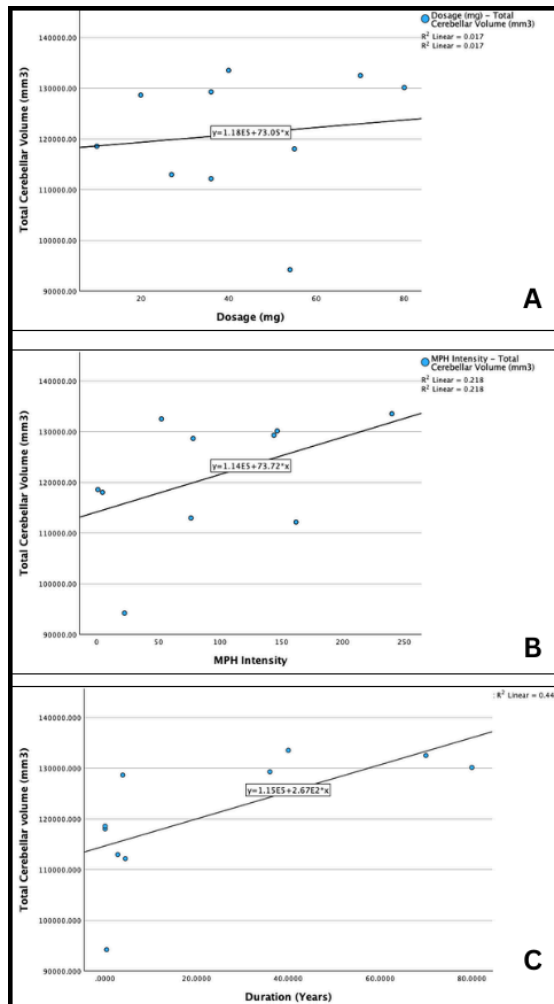 Dosage (mg) – Total
Cerebellar Volume (mm3)
R² Linear = 0.017
R² Linear = 0.017
140000.00
130000.00
120000.00
110000.00
100000.00
90000.00
Total Cerebellar Volume (mm3)
y=1.18E5+73.05*x
20
40
60
80
Dosage (mg)
A
MPH Intensity – Total
Cerebellar Volume (mm3)
R² Linear = 0.218
R² Linear = 0.218
140000.00
130000.00
120000.00
110000.00
100000.00
90000.00
Total Cerebellar Volume (mm3)
y=1.14E5+73.72*x
0
50
100
150
200
250
MPH Intensity
B
R² Linear = 0.44
140000.000
130000.000
120000.000
110000.000
100000.000
90000.000
Total Cerebellar volume (mm3)
y=1.15E5+2.67E2*x
.0000
20.0000
40.0000
60.0000
80.0000
Duration (Years)
C